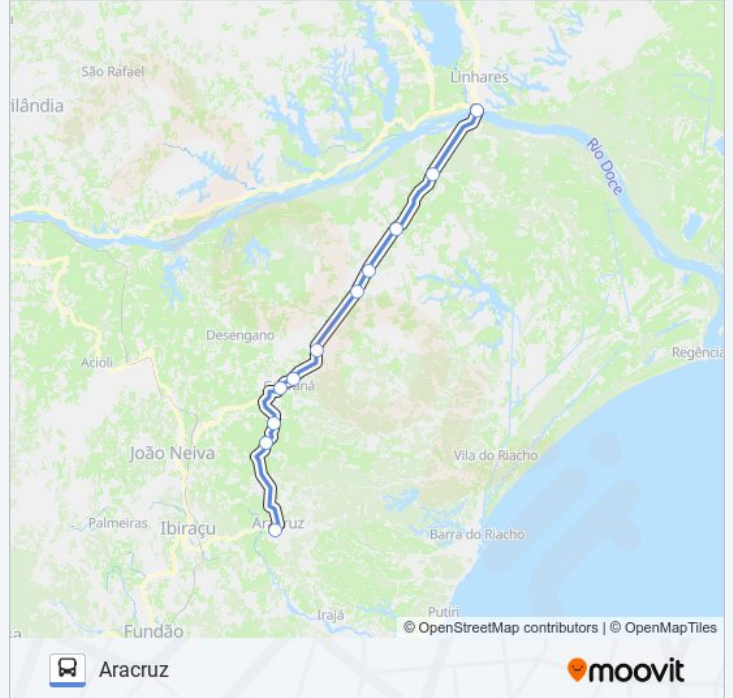 São Rafael
Linhares
ilândia
Rio Doce
Desengano
Acioli
Regência
João Neiva
Vila do Riacho
Palmeiras
Ibiraçu
Barra do Riacho
Irajá
Putiri
Fundão
© OpenStreetMap contributors | © OpenMapTiles
Aracruz
moovit